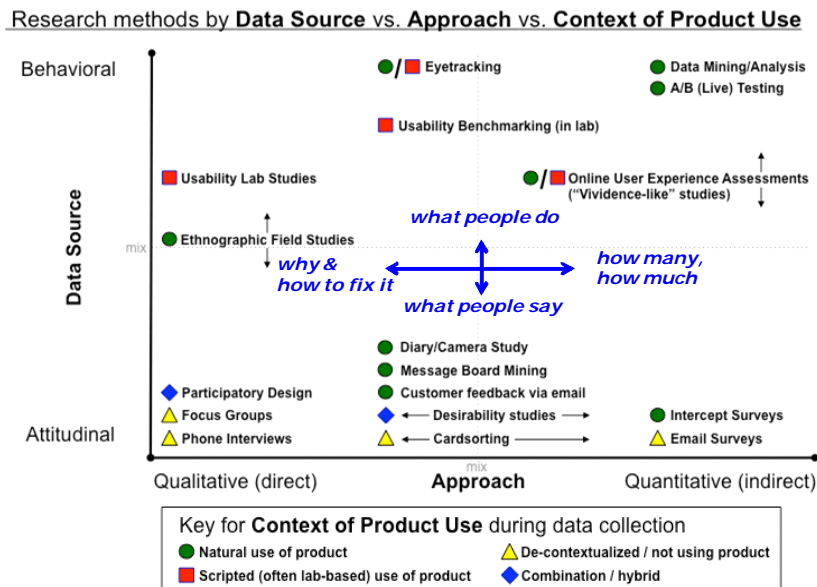 Research methods by Data Source vs. Approach vs. Context of Product Use
Behavioral
/ Eyetracking
Data Mining/Analysis
A/B (Live) Testing
Usability Benchmarking (in lab)
Usability Lab Studies
/ Online User Experience Assessments
("Vividence-like" studies)
what people do
Ethnographic Field Studies
mix
Data Source
why &
how to fix it
how many,
how much
what people say
Diary/Camera Study
Message Board Mining
Participatory Design
Customer feedback via email
Focus Groups
Desirability studies
Intercept Surveys
Attitudinal
Phone Interviews
Cardsorting
Email Surveys
mix
Qualitative (direct)
Approach
Quantitative (indirect)
Key for Context of Product Use during data collection
Natural use of product
De-contextualized / not using product
Scripted (often lab-based) use of product
Combination / hybrid